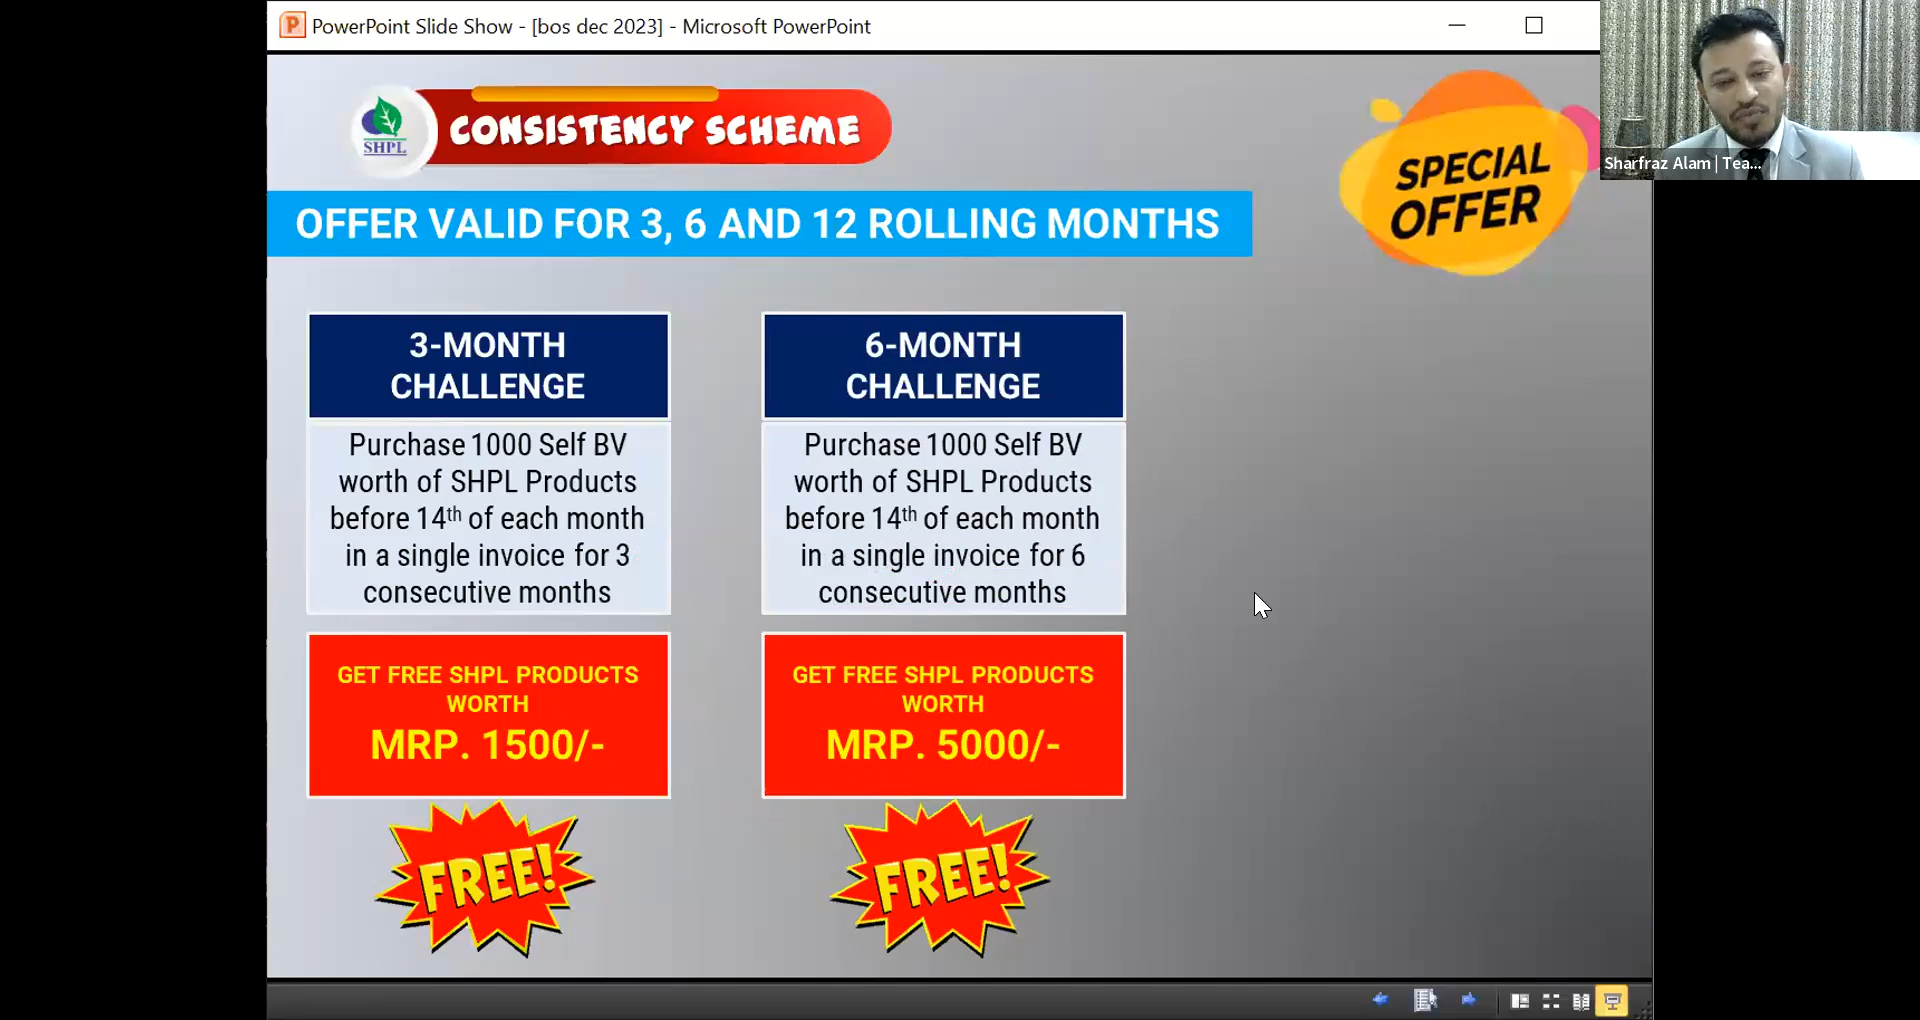 PowerPoint Slide Show - [bos dec 2023] - Microsoft PowerPoint
SHPL
CONSISTENCY SCHEME
SPECIAL
OFFER
Sharfraz Alam | Tea...
OFFER VALID FOR 3, 6 AND 12 ROLLING MONTHS
3-MONTH
CHALLENGE
Purchase 1000 Self BV
worth of SHPL Products
before 14th of each month
in a single invoice for 3
consecutive months
GET FREE SHPL PRODUCTS
WORTH
MRP. 1500/-
FREE!
6-MONTH
CHALLENGE
Purchase 1000 Self BV
worth of SHPL Products
before 14th of each month
in a single invoice for 6
consecutive months
GET FREE SHPL PRODUCTS
WORTH
MRP. 5000/-
FREE!